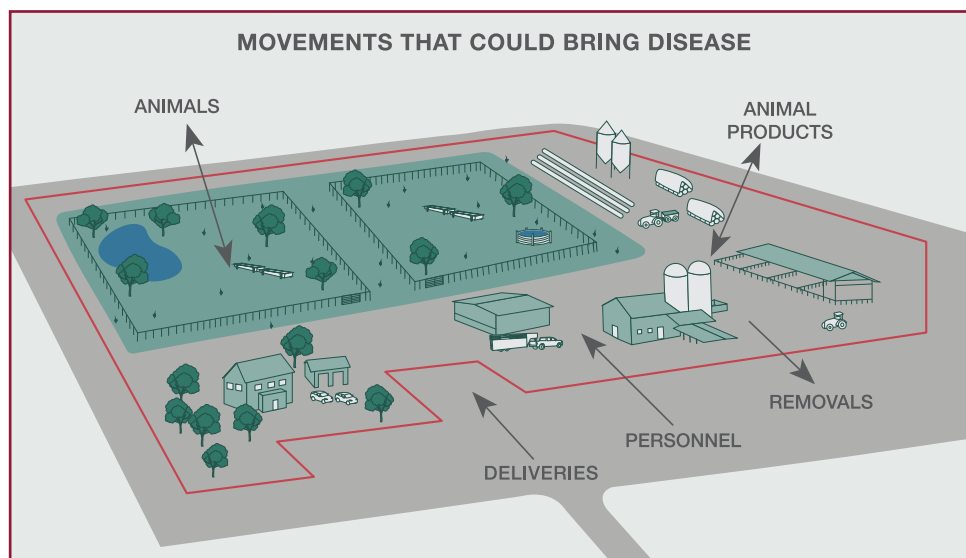 MOVEMENTS THAT COULD BRING DISEASE
ANIMALS
ANIMAL
PRODUCTS
REMOVALS
PERSONNEL
DELIVERIES